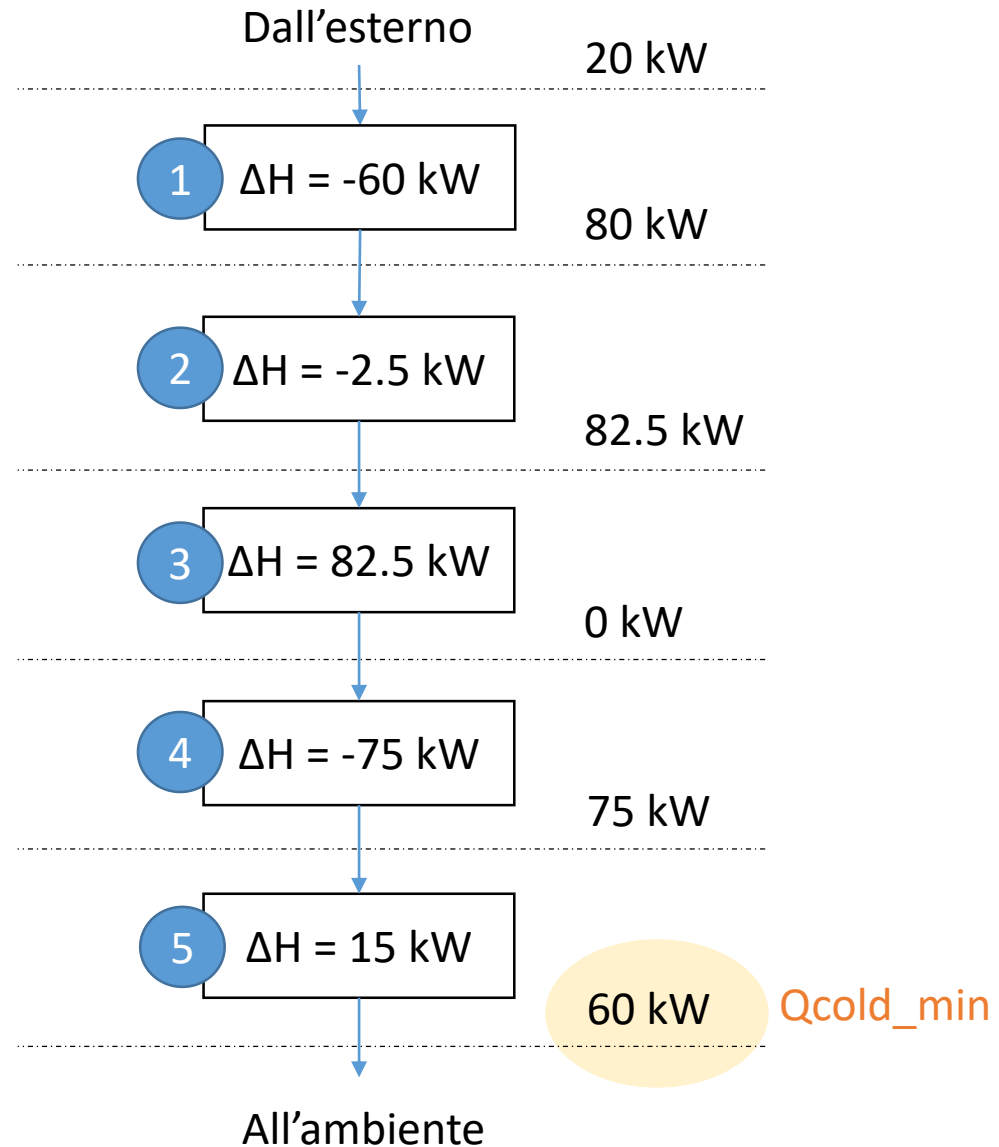 Dall'esterno
20 kW
1
ΔH = -60 kW
80 kW
2
ΔH = -2.5 kW
82.5 kW
3
ΔH = 82.5 kW
0 kW
4
ΔH = -75 kW
75 kW
5
ΔH = 15 kW
60 kW
Qcold_min
All'ambiente